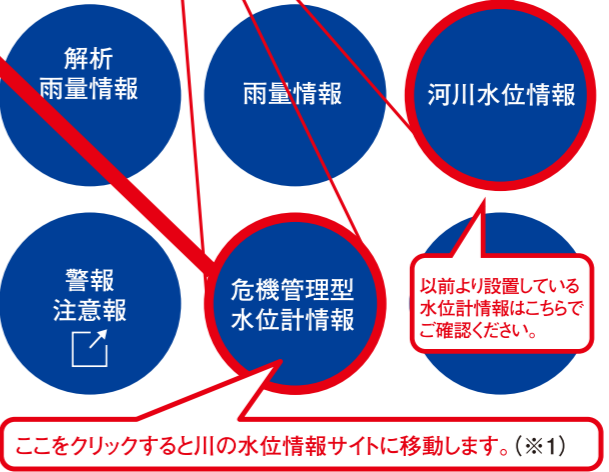 解析
雨量情報
雨量情報
河川水位情報
警報
注意報
危機管理型
水位計情報
以前より設置している
水位計情報はこちらで
ご確認ください。
ここをクリックすると川の水位情報サイトに移動します。(※1)